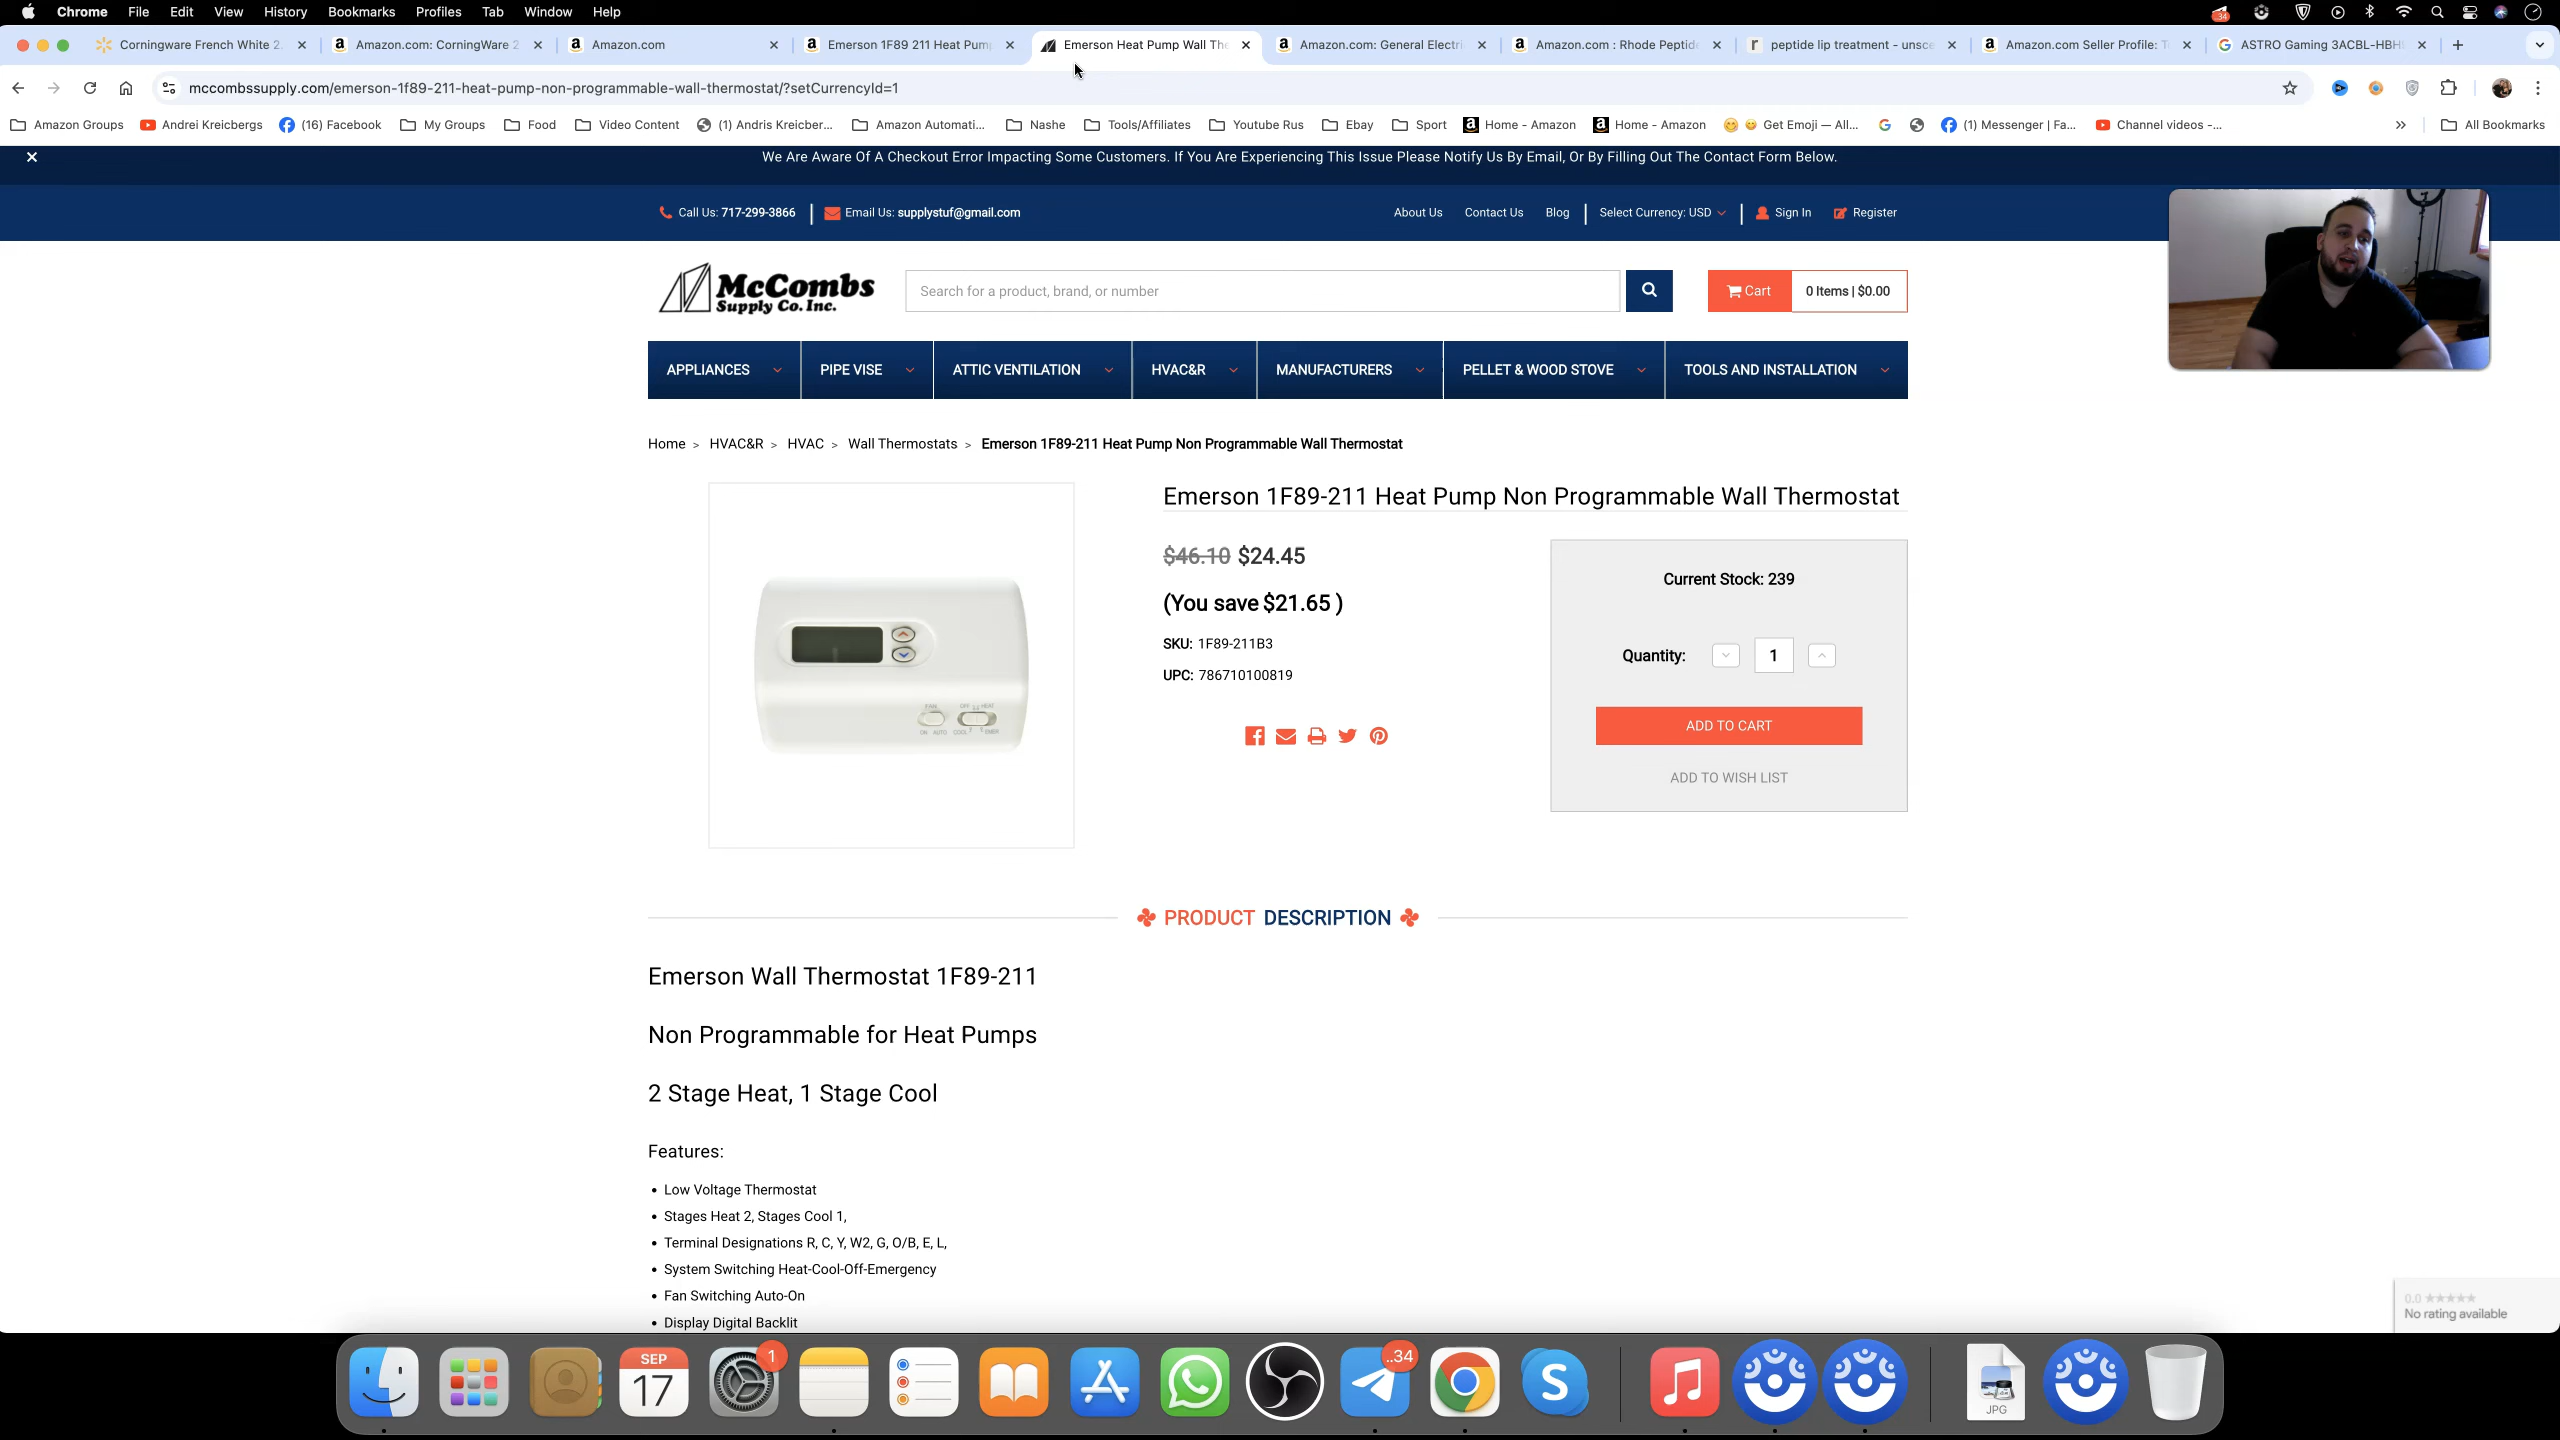 Chrome File Edit View History Bookmarks Profiles Tab Window Help
Corningware French White 2 Amazon.com: CorningWare 2 Amazon.com Emerson 1F89 211 Heat Pump Emerson Heat Pump Wall The Amazon.com: General Electri Amazon.com : Rhode Peptide peptide lip treatment - unsce Amazon.com Seller Profile: T ASTRO Gaming 3ACBL-HBH
mccombssupply.com/emerson-1f89-211-heat-pump-non-programmable-wall-thermostat/?setCurrencyId=1
Amazon Groups Andrei Kreicbergs (16) Facebook My Groups Food Video Content (1) Andris Kreicber... Amazon Automati... Nashe Tools/Affiliates Youtube Rus Ebay Sport Home - Amazon Home - Amazon Get Emoji — All... (1) Messenger | Fa... Channel videos -... All Bookmarks
We Are Aware Of A Checkout Error Impacting Some Customers. If You Are Experiencing This Issue Please Notify Us By Email, Or By Filling Out The Contact Form Below.
Call Us: 717-299-3866 Email Us: supplystuf@gmail.com About Us Contact Us Blog Select Currency: USD Sign In Register
McCombs
Supply Co. Inc.
Search for a product, brand, or number
Cart 0 Items | $0.00
APPLIANCES PIPE VISE ATTIC VENTILATION HVAC&R MANUFACTURERS PELLET & WOOD STOVE TOOLS AND INSTALLATION
Home > HVAC&R > HVAC > Wall Thermostats > Emerson 1F89-211 Heat Pump Non Programmable Wall Thermostat
Emerson 1F89-211 Heat Pump Non Programmable Wall Thermostat
$46.10 $24.45
(You save $21.65 )
SKU: 1F89-211B3
UPC: 786710100819
Current Stock: 239
Quantity: 1
ADD TO CART
ADD TO WISH LIST
FAN OFF HEAT
ON AUTO COOL EMER
PRODUCT DESCRIPTION
Emerson Wall Thermostat 1F89-211
Non Programmable for Heat Pumps
2 Stage Heat, 1 Stage Cool
Features:
• Low Voltage Thermostat
• Stages Heat 2, Stages Cool 1,
• Terminal Designations R, C, Y, W2, G, O/B, E, L,
• System Switching Heat-Cool-Off-Emergency
• Fan Switching Auto-On
• Display Digital Backlit
0.0 ★★★★★
No rating available
SEP
17
1
..34
JPG